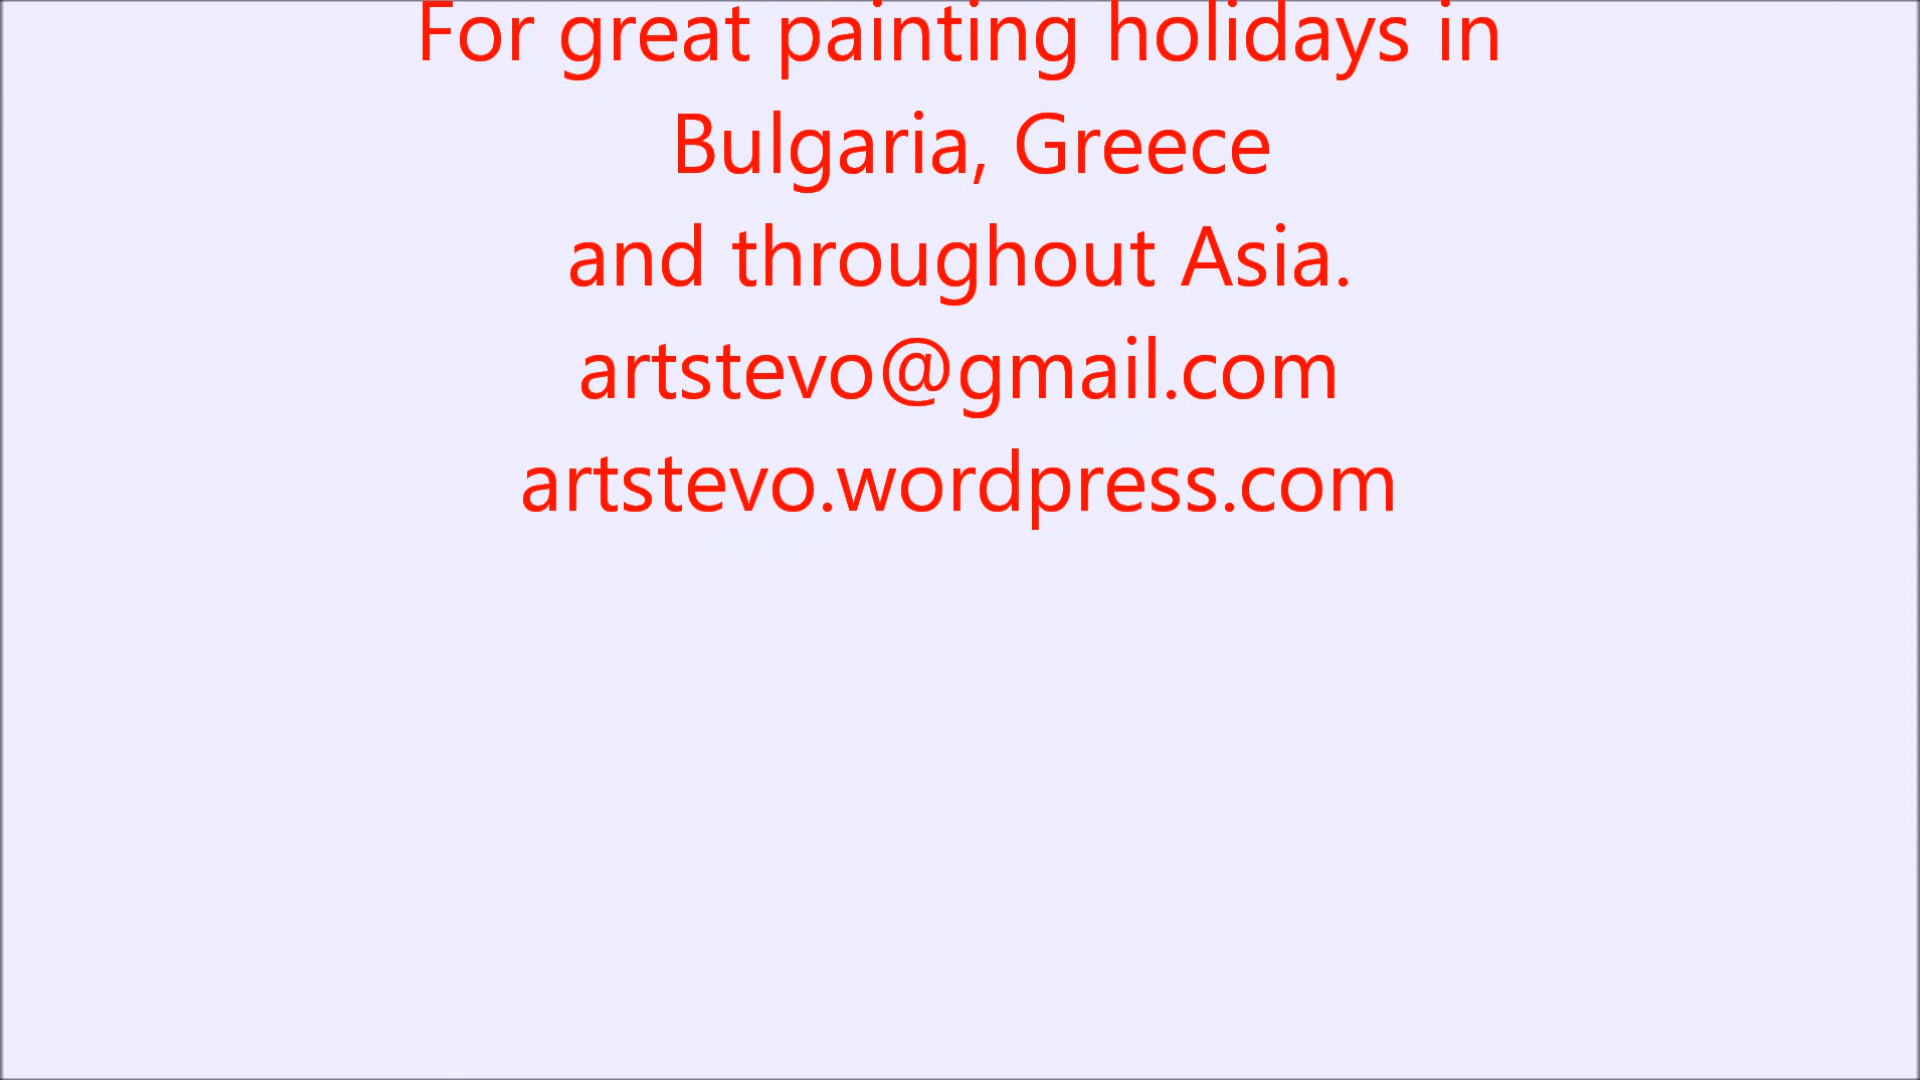 For great painting holidays in
Bulgaria, Greece
and throughout Asia.
artstevo@gmail.com
artstevo.wordpress.com